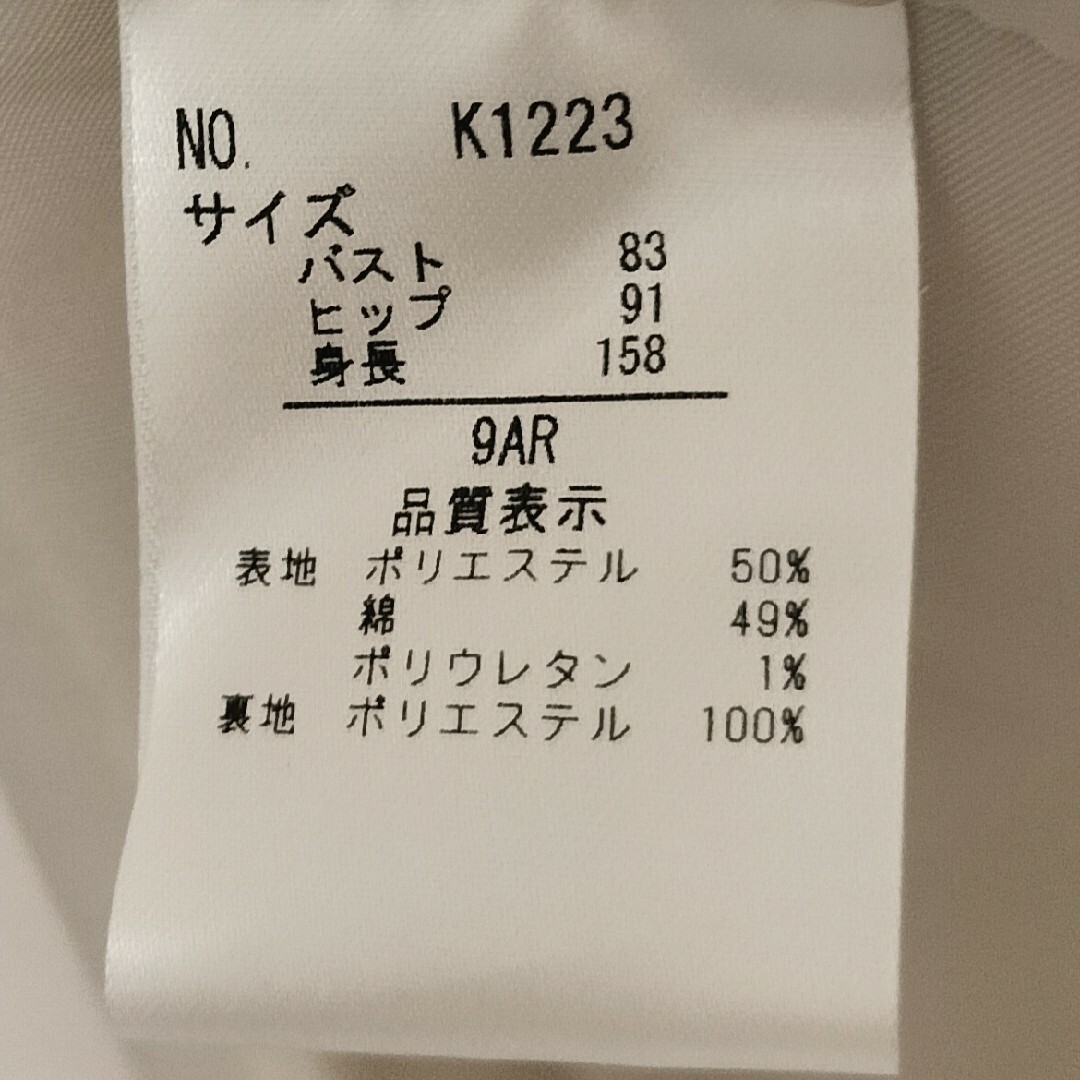 NO. K1223
サイズ
バスト 83
ヒップ 91
身長 158
9AR
品質表示
表地 ポリエステル 50%
綿 49%
ポリウレタン 1%
裏地 ポリエステル 100%